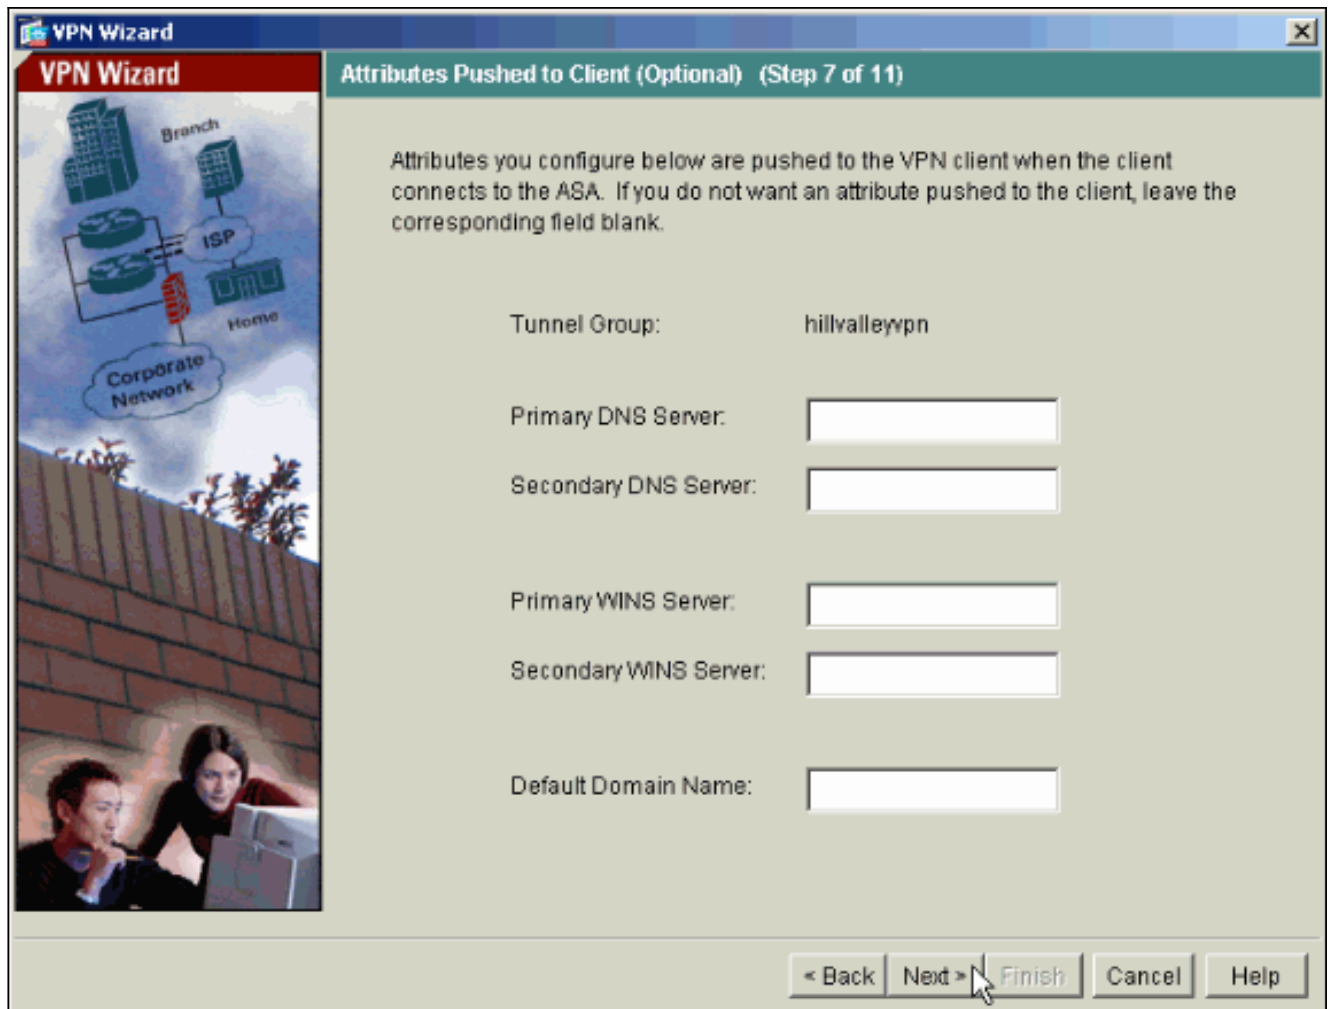 VPN Wizard
VPN Wizard
Attributes Pushed to Client (Optional) (Step 7 of 11)
Branch
ISP
Home
Corporate
Network
Attributes you configure below are pushed to the VPN client when the client
connects to the ASA. If you do not want an attribute pushed to the client, leave the
corresponding field blank.
Tunnel Group: hillvalleyvpn
Primary DNS Server:
Secondary DNS Server:
Primary WINS Server:
Secondary WINS Server:
Default Domain Name:
< Back Next > Finish Cancel Help